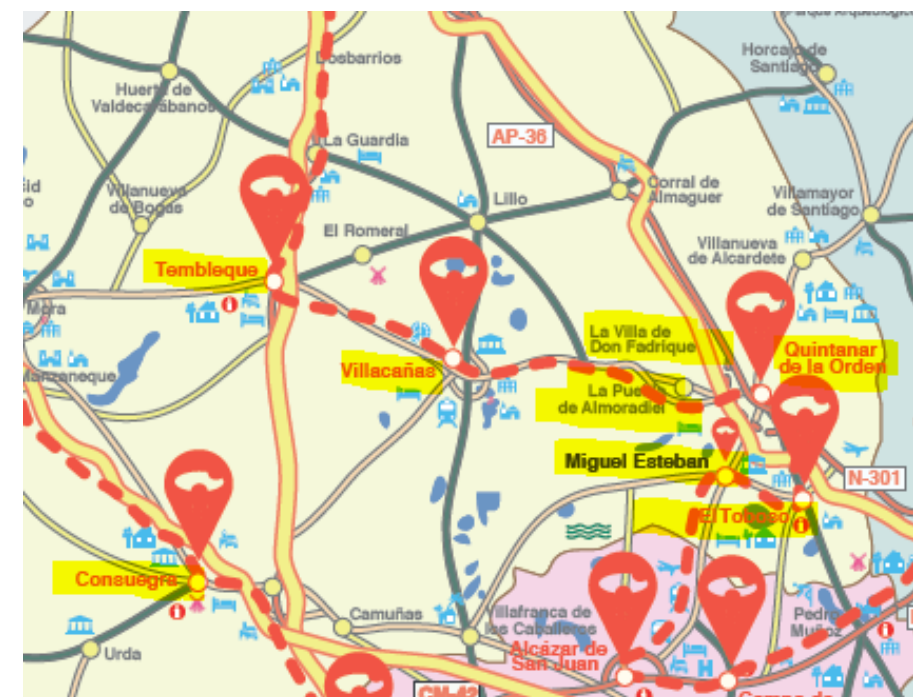 Dosbarrios
Horcajo de
Santiago
Huerta de
Valdecarábanos
AP-36
La Guardia
Corral de
Almaguer
Villanueva
de Bogas
Lillo
Villamayor
de Santiago
El Romeral
Villanueva
de Alcardete
Tembleque
Mora
La Villa de
Don Fadrique
Quintanar
de la Orden
Villacañas
Manzaneque
La Puebla
de Almoradiel
Miguel Esteban
N-301
El Toboso
Consuegra
Camuñas
Villafranca de
los Caballeros
Pedro
Muñoz
Alcázar de
San Juan
Urda
H
CM-42